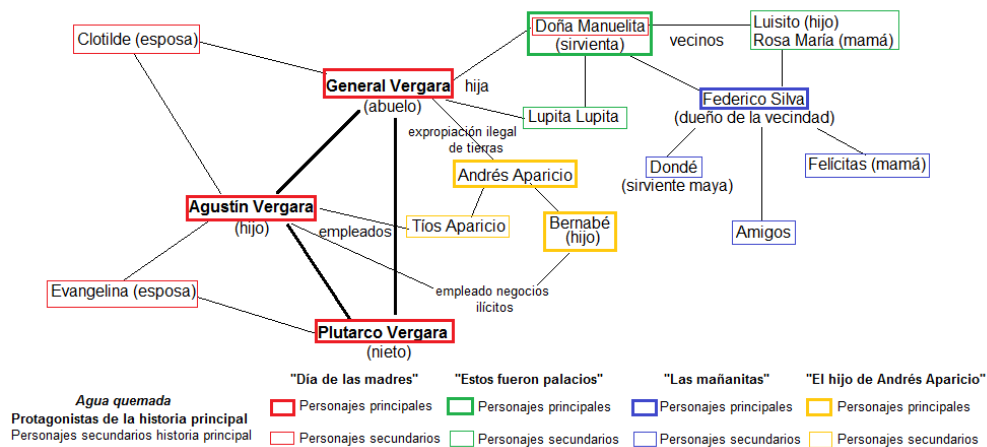 Clotilde (esposa)
Doña Manuelita
(sirvienta)
vecinos
Luisito (hijo)
Rosa María (mamá)
General Vergara
(abuelo)
hija
Lupita Lupita
Federico Silva
(dueño de la vecindad)
expropiación ilegal
de tierras
Andrés Aparicio
Dondé
(sirviente maya)
Felícitas (mamá)
Agustín Vergara
(hijo)
empleados
Tíos Aparicio
Bernabé
(hijo)
Amigos
Evangelina (esposa)
empleado negocios
ilícitos
Plutarco Vergara
(nieto)
Agua quemada
Protagonistas de la historia principal
Personajes secundarios historia principal
"Día de las madres"
Personajes principales
Personajes secundarios
"Estos fueron palacios"
Personajes principales
Personajes secundarios
"Las mañanitas"
Personajes principales
Personajes secundarios
"El hijo de Andrés Aparicio"
Personajes principales
Personajes secundarios